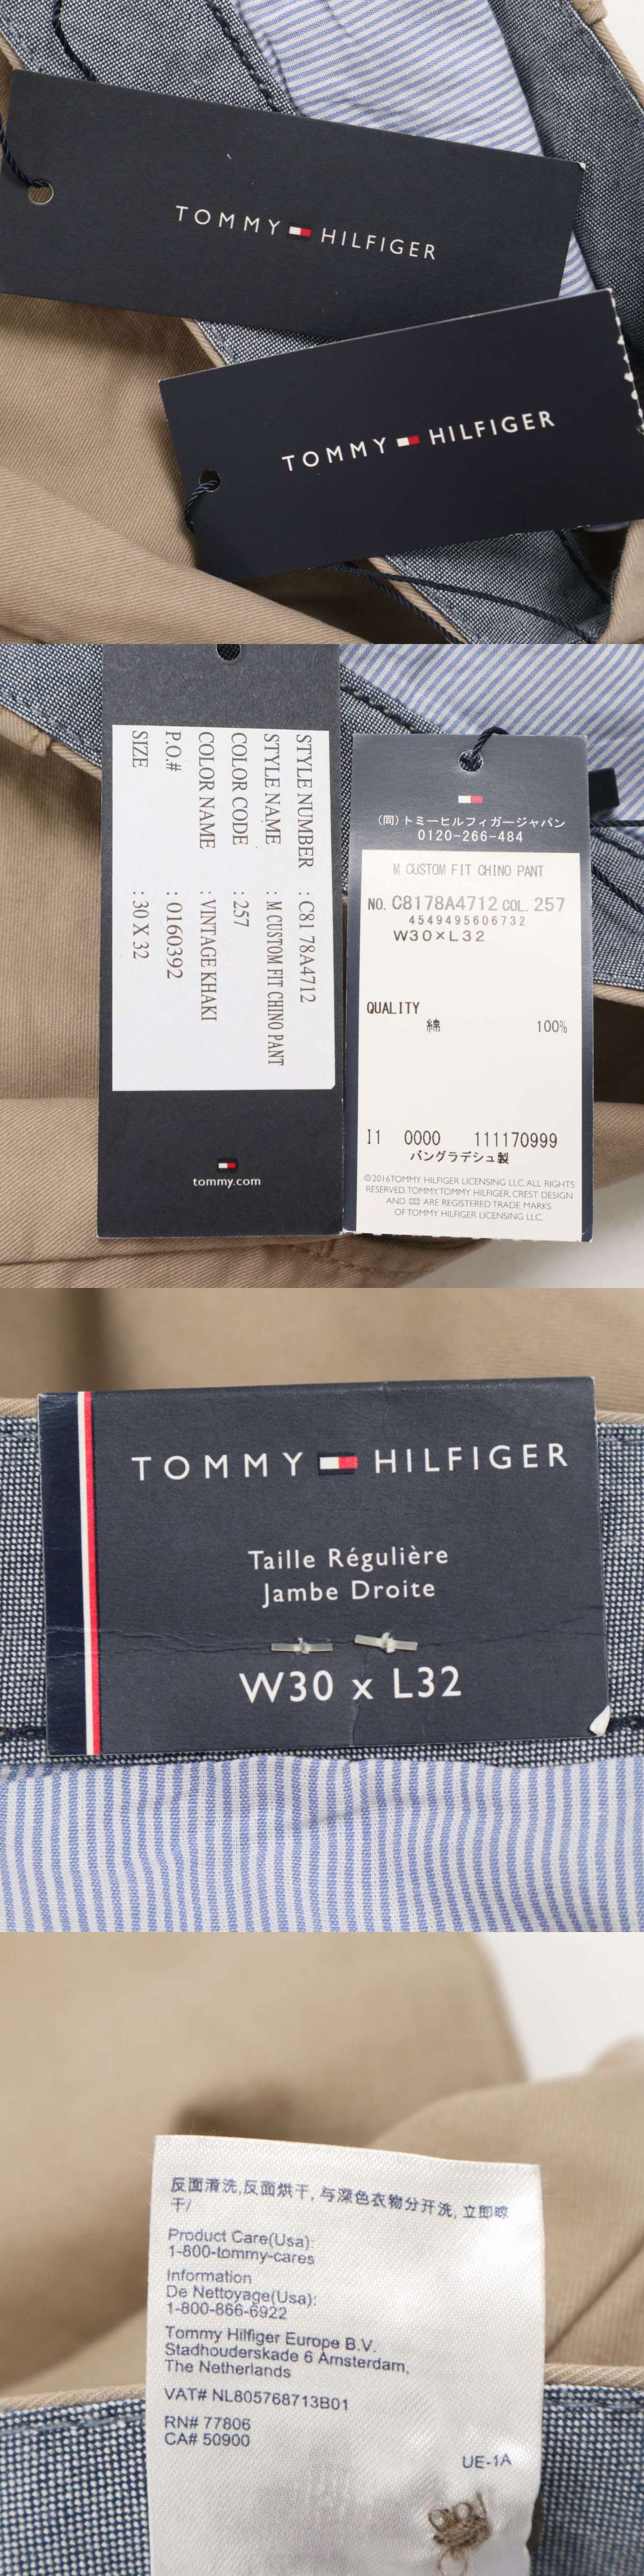 TOMMY HILFIGER
TOMMY HILFIGER
STYLE NUMBER : C81 78A4712
STYLE NAME : M CUSTOM FIT CHINO PANT
COLOR CODE : 257
COLOR NAME : VINTAGE KHAKI
P.O.# : 0160392
SIZE : 30 X 32
tommy.com
(同)トミーヒルフィガージャパン
0120-266-484
M CUSTOM FIT CHINO PANT
NO. C8178A4712 COL. 257
4549495606732
W30×L32
QUALITY
綿 100%
I1 0000 111170999
バングラデシュ製
©2016TOMMY HILFIGER LICENSING LLC. ALL RIGHTS
RESERVED. TOMMY, TOMMY HILFIGER, CREST DESIGN
AND ARE REGISTERED TRADE MARKS
OF TOMMY HILFIGER LICENSING LLC.
TOMMY HILFIGER
Taille Régulière
Jambe Droite
W30 x L32
反面清洗,反面烘干, 与深色衣物分开洗, 立即晾
干/
Product Care(Usa):
1-800-tommy-cares
Information
De Nettoyage(Usa):
1-800-866-6922
Tommy Hilfiger Europe B.V.
Stadhouderskade 6 Amsterdam,
The Netherlands
VAT# NL805768713B01
RN# 77806
CA# 50900
UE-1A